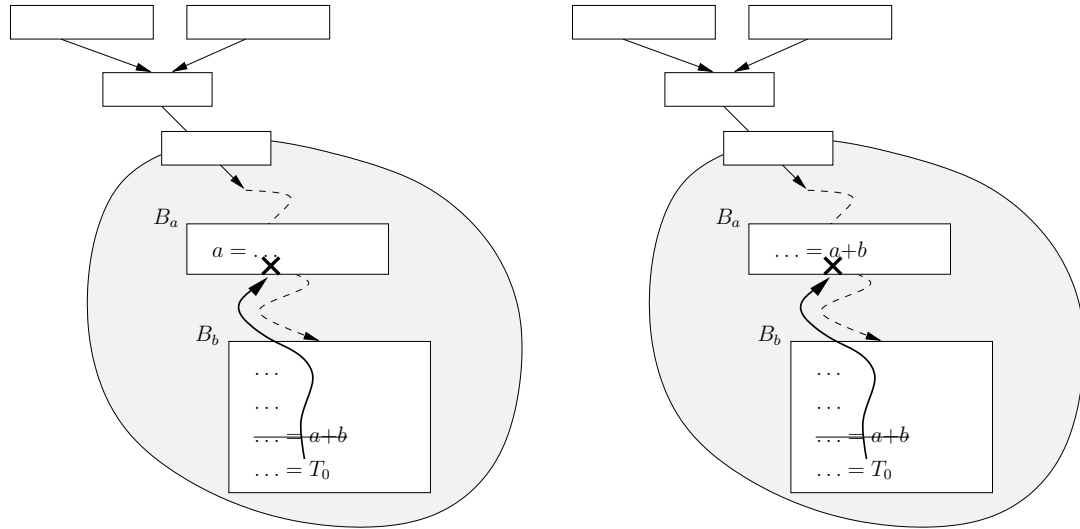 B_a
a = . . .
B_b
. . .
. . .
. . . = a+b
. . . = T_0
B_a
. . . = a+b
B_b
. . .
. . .
. . . = a+b
. . . = T_0